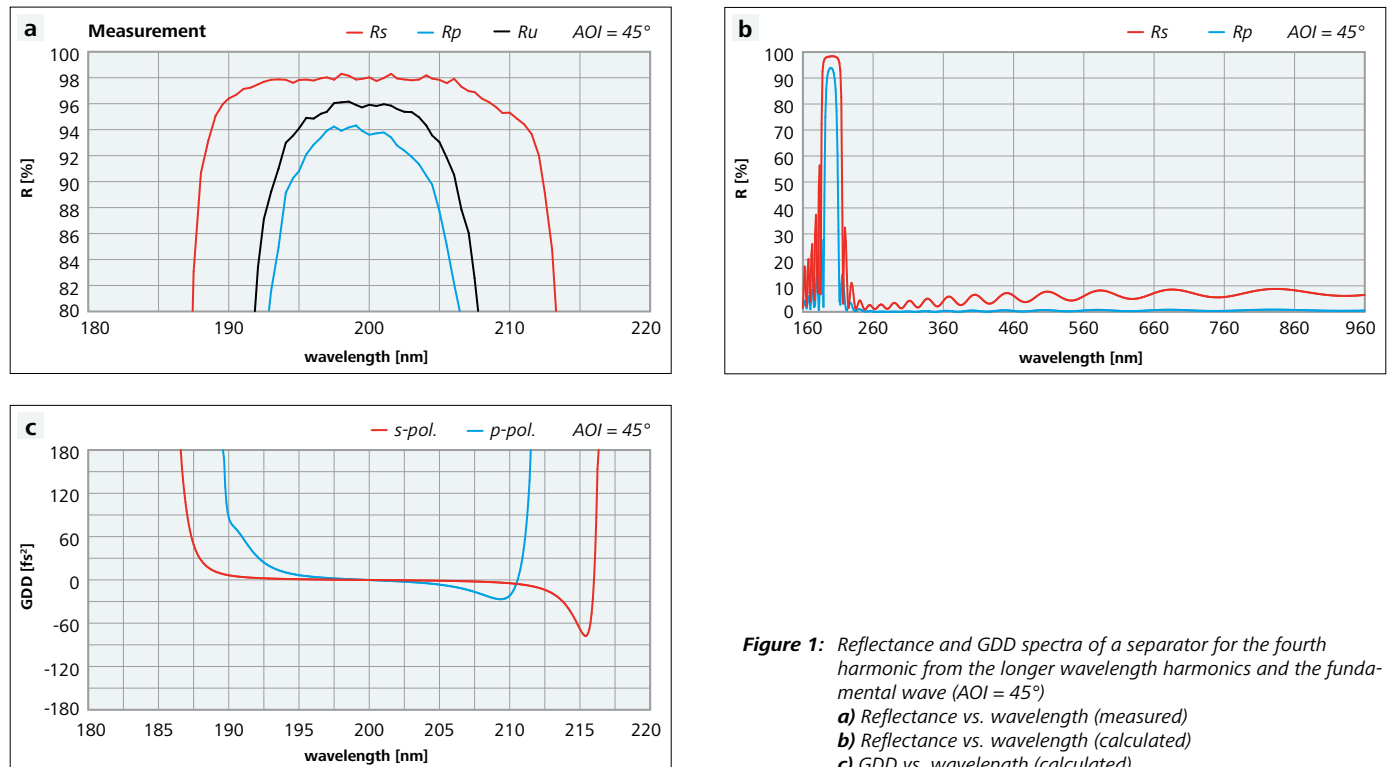 a Measurement Rs Rp Ru AOI = 45°
100
98
96
94
92
90
88
86
84
82
80
R [%]
180 190 200 210 220
wavelength [nm]
b Rs Rp AOI = 45°
100
90
80
70
60
50
40
30
20
10
0
R [%]
160 260 360 460 560 660 760 860 960
wavelength [nm]
c s-pol. p-pol. AOI = 45°
180
120
60
0
-60
-120
-180
GDD [fs²]
180 185 190 195 200 205 210 215 220
wavelength [nm]
Figure 1: Reflectance and GDD spectra of a separator for the fourth
harmonic from the longer wavelength harmonics and the funda-
mental wave (AOI = 45°)
a) Reflectance vs. wavelength (measured)
b) Reflectance vs. wavelength (calculated)
c) GDD vs. wavelength (calculated)